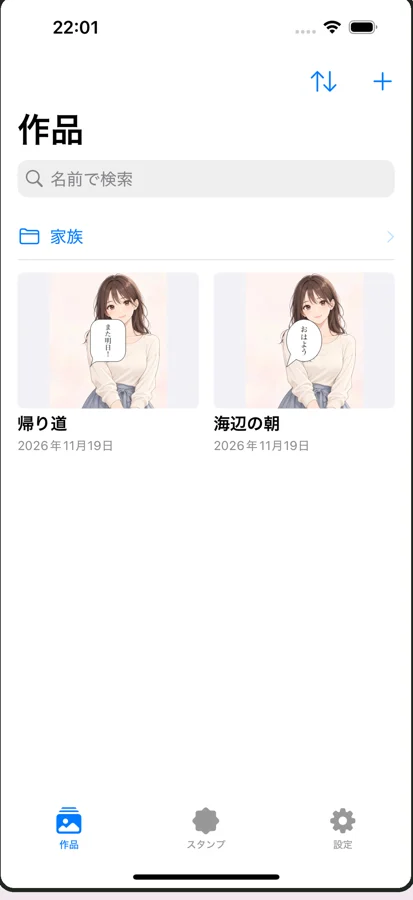 22:01
作品
名前で検索
家族
また明日！
おはよう
帰り道
海辺の朝
2026年11月19日
2026年11月19日
作品
スタンプ
設定